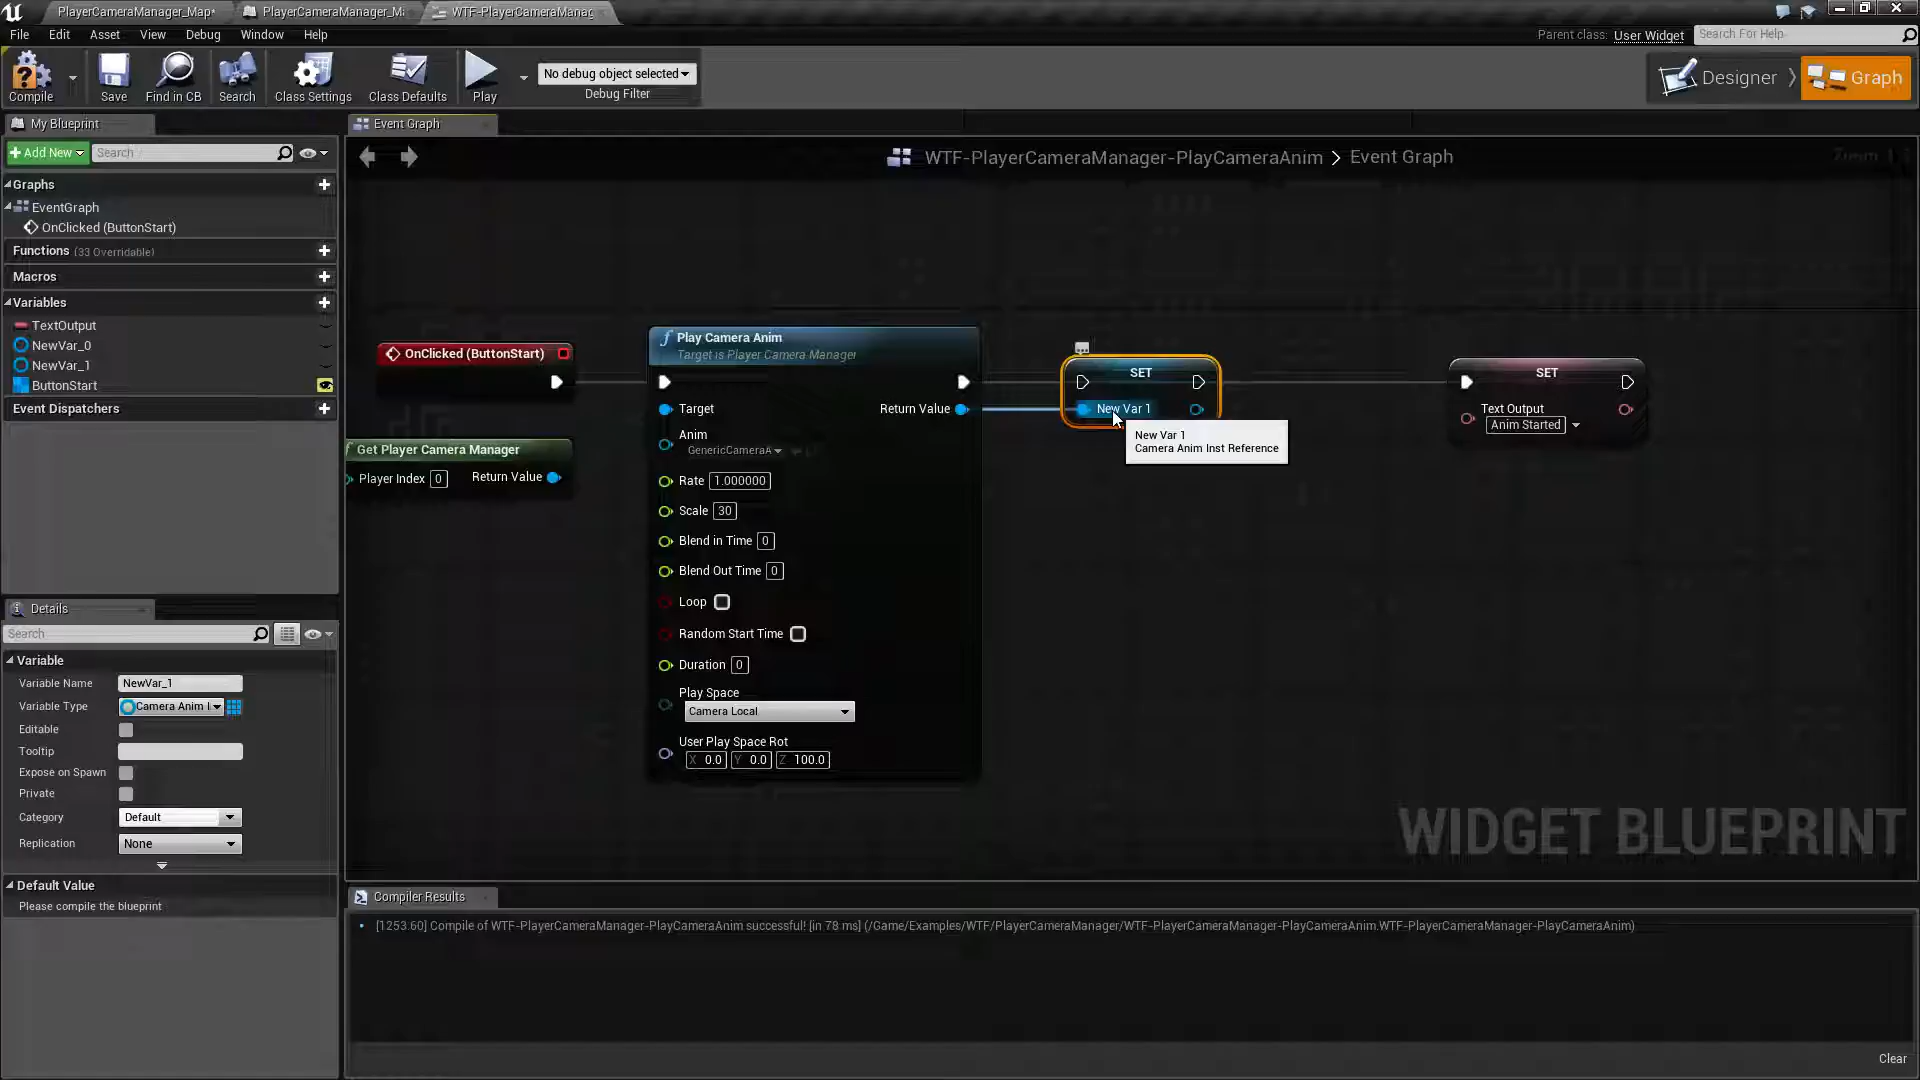 PlayerCameraManager_Map*
PlayerCameraManager_M
WTF-PlayerCameraManag
File Edit Asset View Debug Window Help
Parent class: User Widget
Search For Help
Compile
Save
Find in CB
Search
Class Settings
Class Defaults
Play
No debug object selected
Debug Filter
Designer
Graph
My Blueprint
Add New
Search
Graphs
EventGraph
OnClicked (ButtonStart)
Functions (33 Overridable)
Macros
Variables
TextOutput
NewVar_0
NewVar_1
ButtonStart
Event Dispatchers
Details
Search
Variable
Variable Name NewVar_1
Variable Type Camera Anim I
Editable
Tooltip
Expose on Spawn
Private
Category Default
Replication None
Default Value
Please compile the blueprint
Event Graph
WTF-PlayerCameraManager-PlayCameraAnim > Event Graph
OnClicked (ButtonStart)
Get Player Camera Manager
Player Index 0 Return Value
Play Camera Anim
Target is Player Camera Manager
Target Return Value
Anim
GenericCameraA
Rate 1.000000
Scale 30
Blend in Time 0
Blend Out Time 0
Loop
Random Start Time
Duration 0
Play Space
Camera Local
User Play Space Rot
X 0.0 Y 0.0 Z 100.0
SET
New Var 1
New Var 1
Camera Anim Inst Reference
SET
Text Output
Anim Started
WIDGET BLUEPRINT
Compiler Results
[1253.60] Compile of WTF-PlayerCameraManager-PlayCameraAnim successful! [in 78 ms] (/Game/Examples/WTF/PlayerCameraManager/WTF-PlayerCameraManager-PlayCameraAnim.WTF-PlayerCameraManager-PlayCameraAnim)
Clear